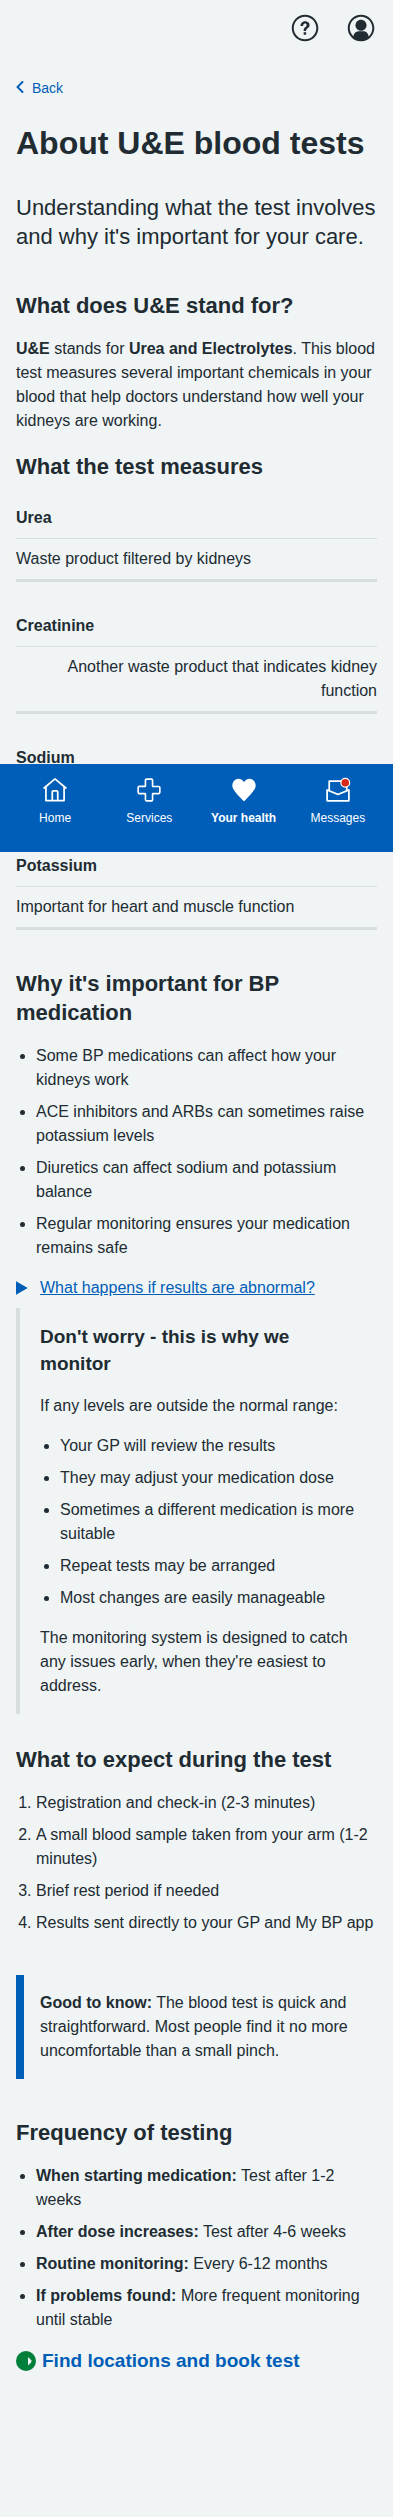 Back
About U&E blood tests
Understanding what the test involves
and why it's important for your care.
What does U&E stand for?
U&E stands for Urea and Electrolytes. This blood
test measures several important chemicals in your
blood that help doctors understand how well your
kidneys are working.
What the test measures
Urea
Waste product filtered by kidneys
Creatinine
Another waste product that indicates kidney
function
Sodium
Home
Services
Your health
Messages
Potassium
Important for heart and muscle function
Why it's important for BP
medication
Some BP medications can affect how your
kidneys work
ACE inhibitors and ARBs can sometimes raise
potassium levels
Diuretics can affect sodium and potassium
balance
Regular monitoring ensures your medication
remains safe
What happens if results are abnormal?
Don't worry - this is why we
monitor
If any levels are outside the normal range:
Your GP will review the results
They may adjust your medication dose
Sometimes a different medication is more
suitable
Repeat tests may be arranged
Most changes are easily manageable
The monitoring system is designed to catch
any issues early, when they're easiest to
address.
What to expect during the test
1. Registration and check-in (2-3 minutes)
2. A small blood sample taken from your arm (1-2
minutes)
3. Brief rest period if needed
4. Results sent directly to your GP and My BP app
Good to know: The blood test is quick and
straightforward. Most people find it no more
uncomfortable than a small pinch.
Frequency of testing
When starting medication: Test after 1-2
weeks
After dose increases: Test after 4-6 weeks
Routine monitoring: Every 6-12 months
If problems found: More frequent monitoring
until stable
Find locations and book test